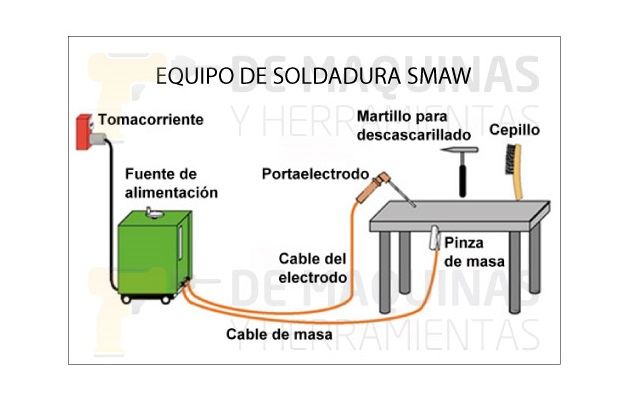 EQUIPO DE SOLDADURA SMAW
DE MAQUINAS
Y HERRAMIENTAS
Tomacorriente
Martillo para
descascarillado
Cepillo
Fuente de
alimentación
Portaelectrodo
Cable del
electrodo
Pinza
de masa
Cable de masa
DE MAQUINAS
Y HERRAMIENTAS